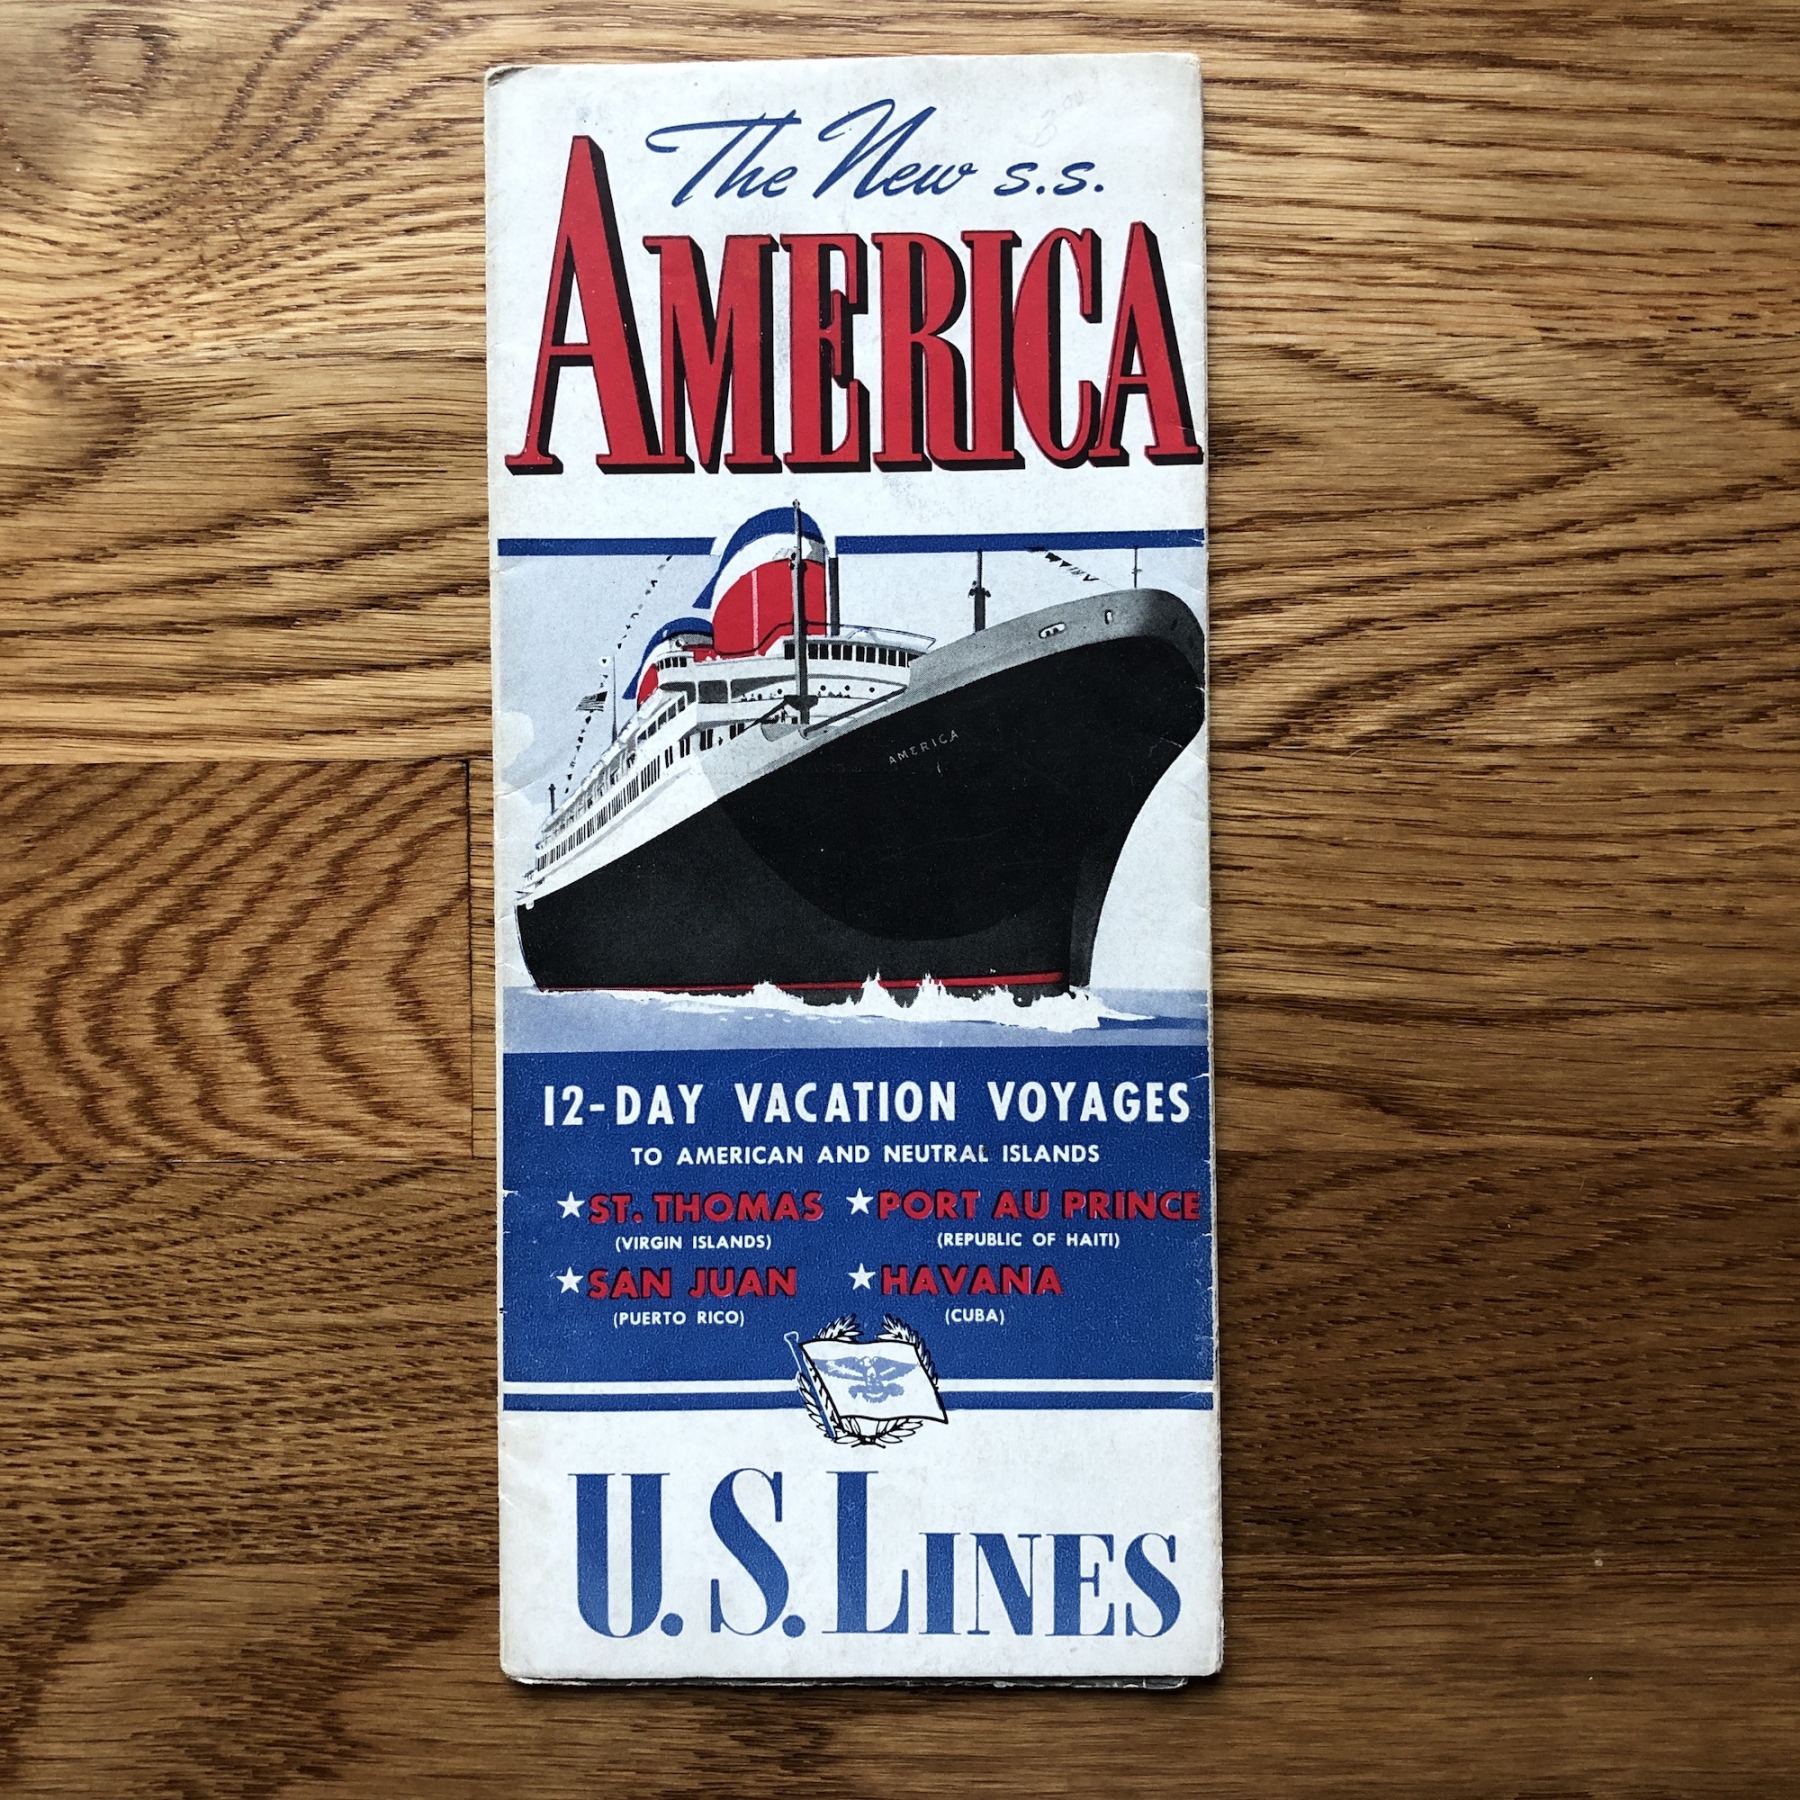 The New s.s.
AMERICA
AMERICA
12-DAY VACATION VOYAGES
TO AMERICAN AND NEUTRAL ISLANDS
★ST. THOMAS ★PORT AU PRINCE
(VIRGIN ISLANDS) (REPUBLIC OF HAITI)
★SAN JUAN ★HAVANA
(PUERTO RICO) (CUBA)
U.S.LINES